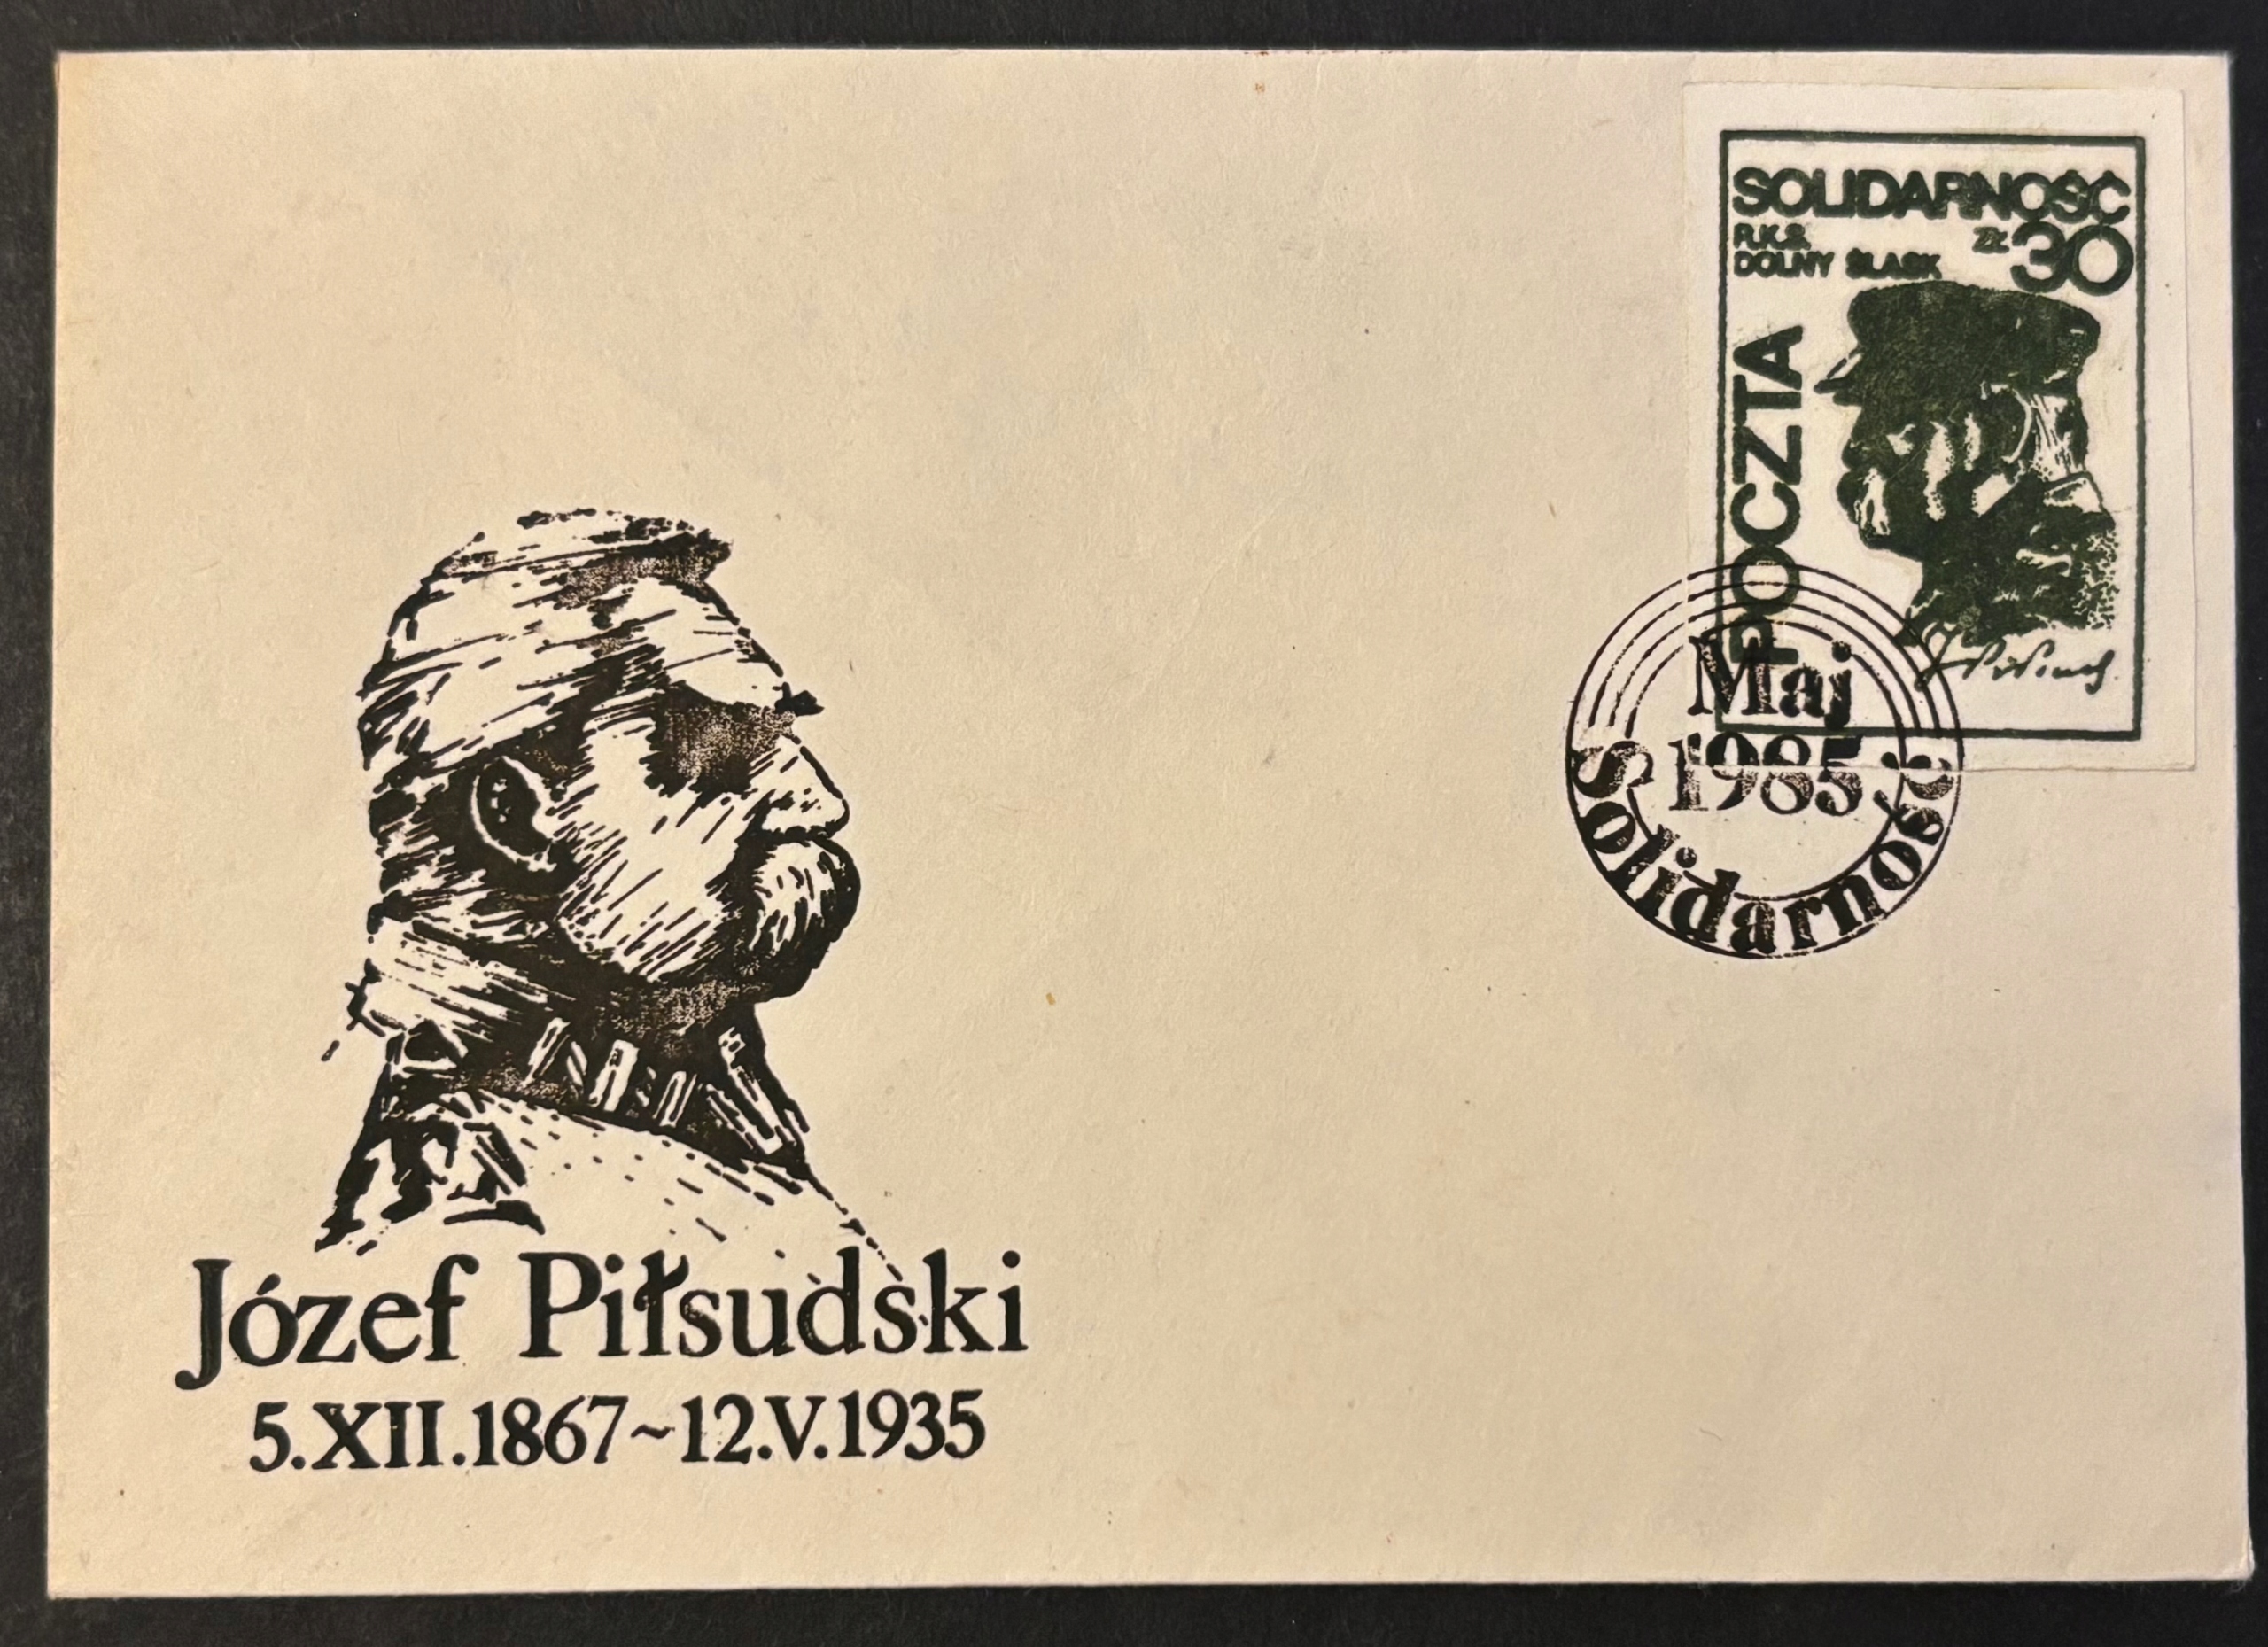 SOLIDARNOŚĆ
R.K.S. ZŁ 30
DOLNY ŚLĄSK
POCZTA
Maj
1985
Solidarność
Józef Piłsudski
5.XII.1867~12.V.1935